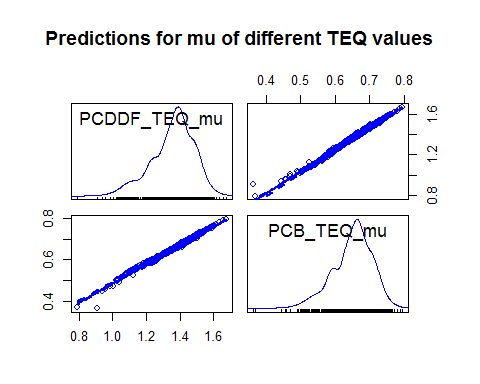 Predictions for mu of different TEQ values
0.4 0.5 0.6 0.7 0.8
PCDDF_TEQ_mu
0.8 1.2 1.6
0.4 0.6 0.8
PCB_TEQ_mu
0.8 1.0 1.2 1.4 1.6